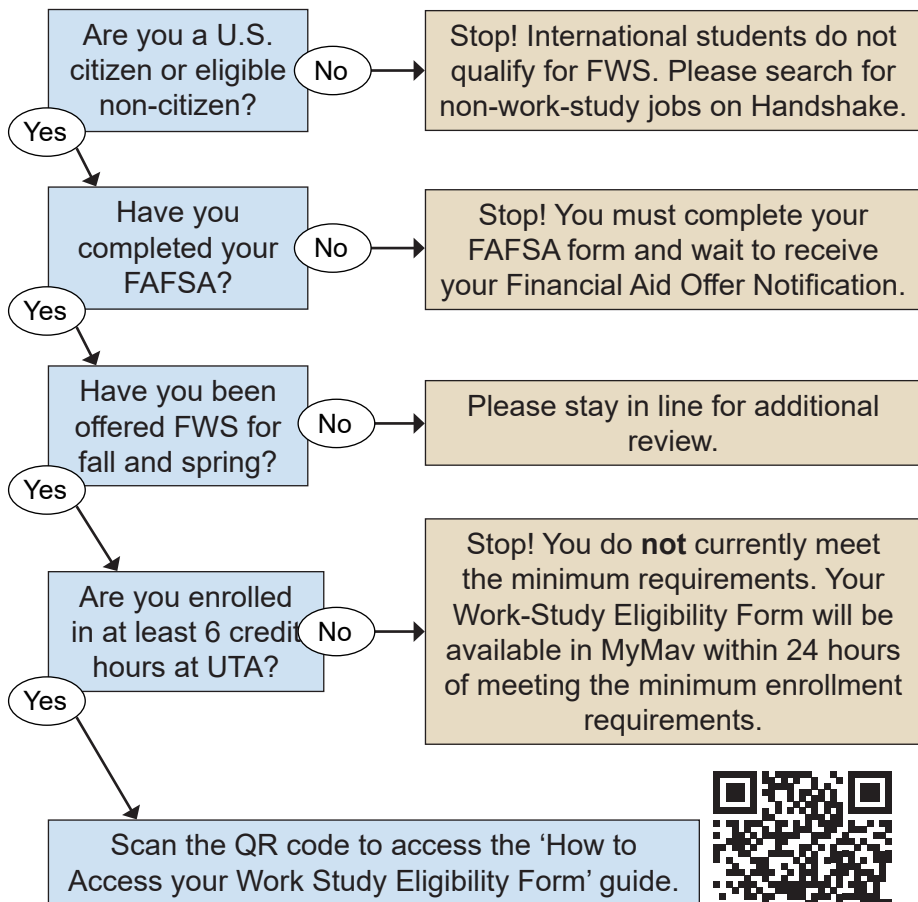 Are you a U.S.
citizen or eligible
non-citizen?
No
Stop! International students do not
qualify for FWS. Please search for
non-work-study jobs on Handshake.
Yes
Have you
completed your
FAFSA?
No
Stop! You must complete your
FAFSA form and wait to receive
your Financial Aid Offer Notification.
Yes
Have you been
offered FWS for
fall and spring?
No
Please stay in line for additional
review.
Yes
Are you enrolled
in at least 6 credit
hours at UTA?
No
Stop! You do not currently meet
the minimum requirements. Your
Work-Study Eligibility Form will be
available in MyMav within 24 hours
of meeting the minimum enrollment
requirements.
Yes
Scan the QR code to access the ‘How to
Access your Work Study Eligibility Form’ guide.